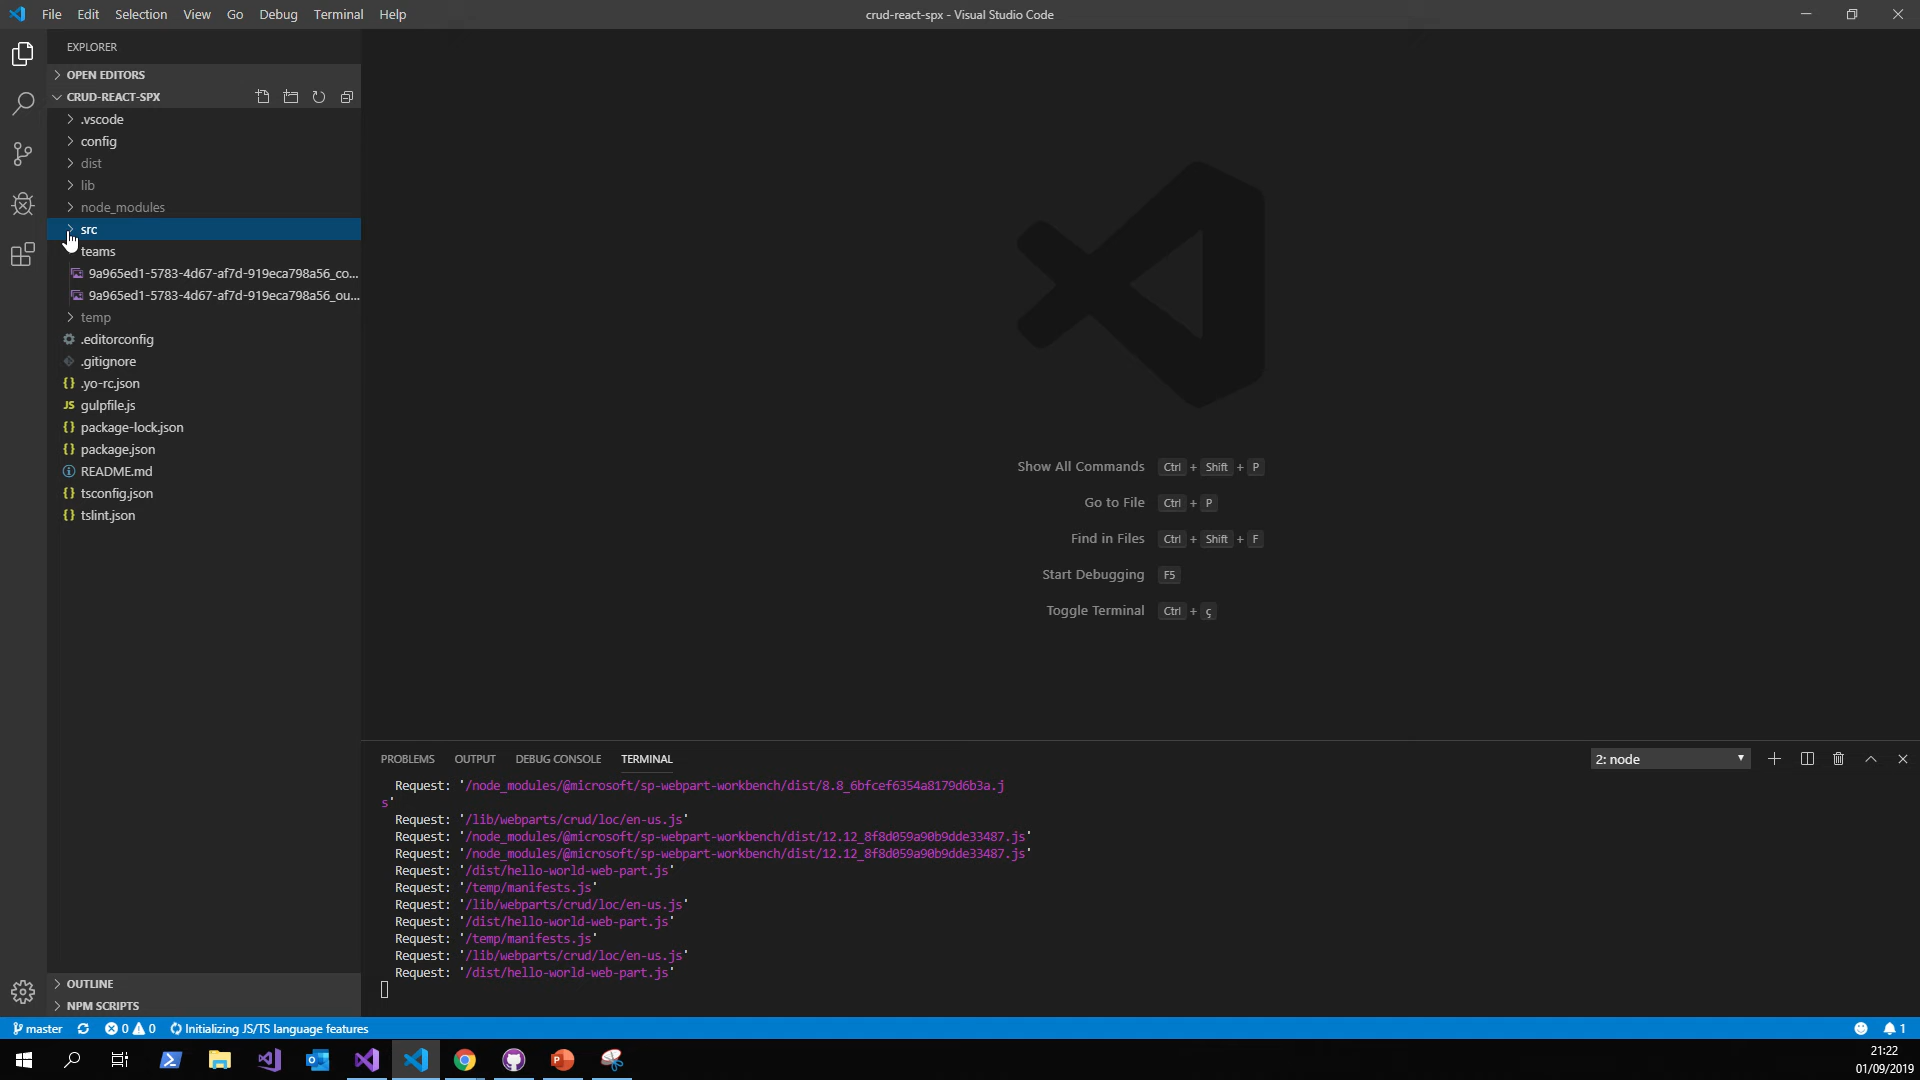 File Edit Selection View Go Debug Terminal Help
crud-react-spx - Visual Studio Code
EXPLORER
OPEN EDITORS
CRUD-REACT-SPX
.vscode
config
dist
lib
node_modules
src
teams
9a965ed1-5783-4d67-af7d-919eca798a56_co...
9a965ed1-5783-4d67-af7d-919eca798a56_ou...
temp
.editorconfig
.gitignore
{} .yo-rc.json
JS gulpfile.js
{} package-lock.json
{} package.json
README.md
{} tsconfig.json
{} tslint.json
Show All Commands Ctrl + Shift + P
Go to File Ctrl + P
Find in Files Ctrl + Shift + F
Start Debugging F5
Toggle Terminal Ctrl + ç
PROBLEMS OUTPUT DEBUG CONSOLE TERMINAL
2: node
Request: '/node_modules/@microsoft/sp-webpart-workbench/dist/8.8_6bfcef6354a8179d6b3a.j
s'
Request: '/lib/webparts/crud/loc/en-us.js'
Request: '/node_modules/@microsoft/sp-webpart-workbench/dist/12.12_8f8d059a90b9dde33487.js'
Request: '/node_modules/@microsoft/sp-webpart-workbench/dist/12.12_8f8d059a90b9dde33487.js'
Request: '/dist/hello-world-web-part.js'
Request: '/temp/manifests.js'
Request: '/lib/webparts/crud/loc/en-us.js'
Request: '/dist/hello-world-web-part.js'
Request: '/temp/manifests.js'
Request: '/lib/webparts/crud/loc/en-us.js'
Request: '/dist/hello-world-web-part.js'
OUTLINE
NPM SCRIPTS
master 0 0 Initializing JS/TS language features
1
21:22
01/09/2019